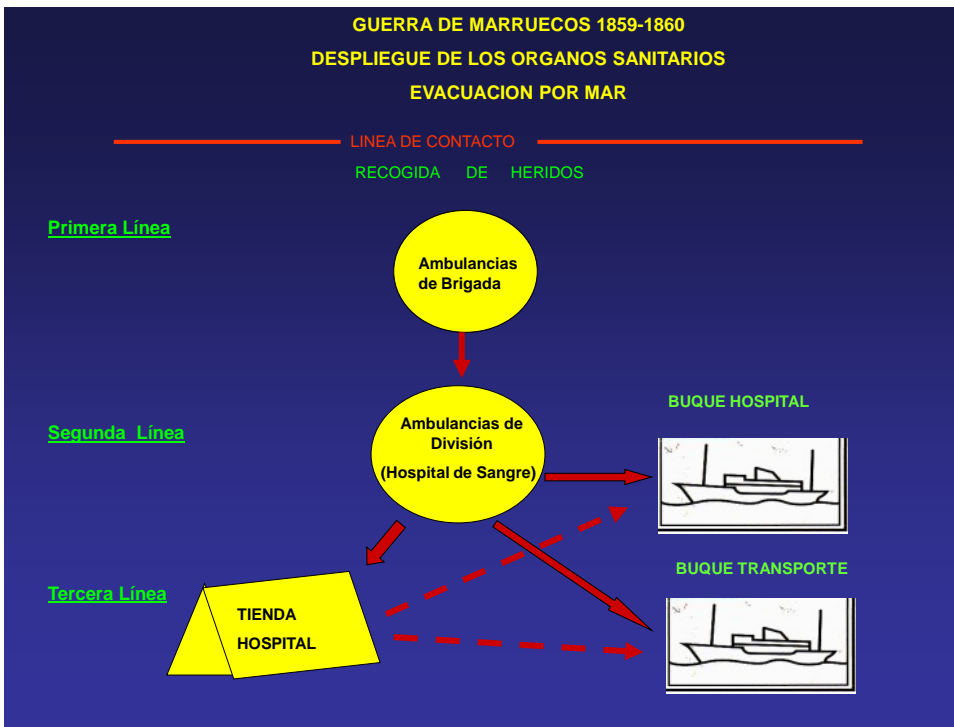 GUERRA DE MARRUECOS 1859-1860
DESPLIEGUE DE LOS ORGANOS SANITARIOS
EVACUACION POR MAR
LINEA DE CONTACTO
RECOGIDA DE HERIDOS
Primera Línea
Ambulancias
de Brigada
BUQUE HOSPITAL
Segunda Línea
Ambulancias de
División
(Hospital de Sangre)
BUQUE TRANSPORTE
Tercera Línea
TIENDA
HOSPITAL